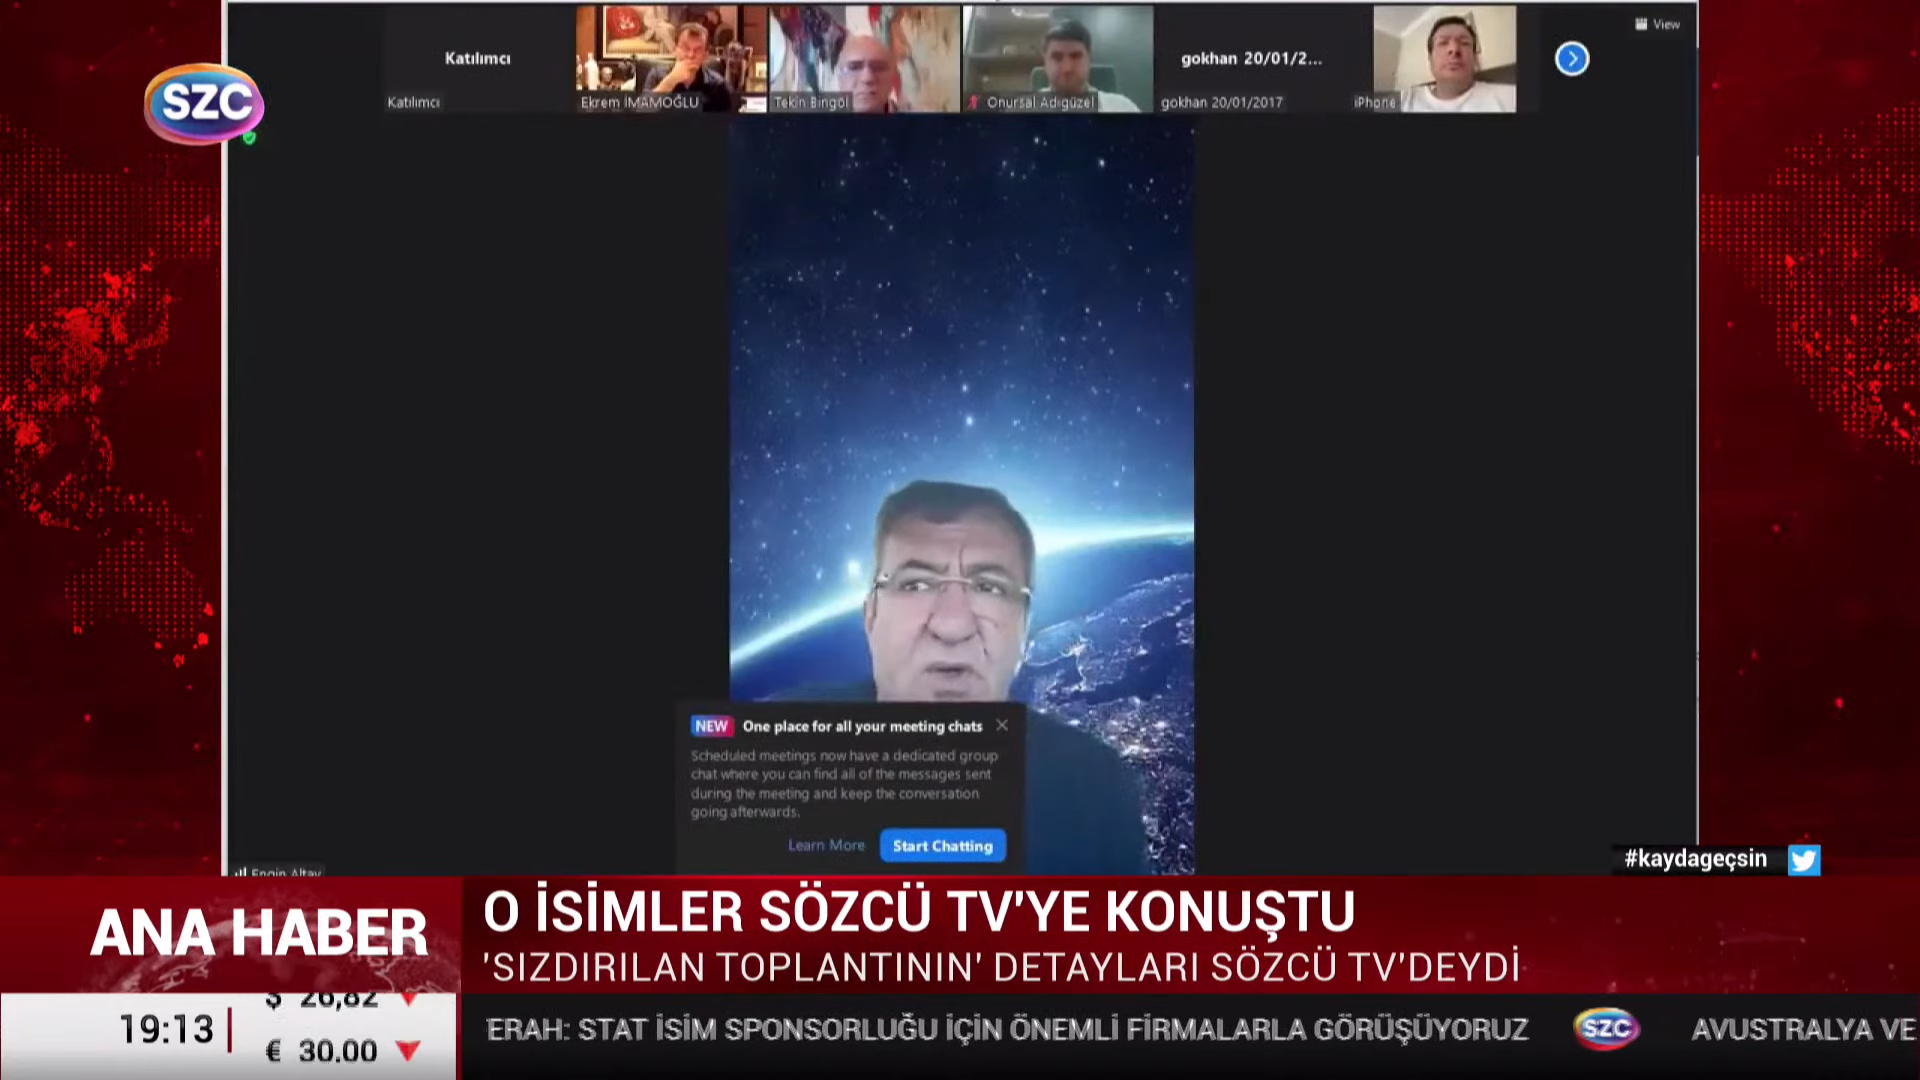 View
Katılımcı
gokhan 20/01/2...
Katılımcı
Ekrem İMAMOĞLU
Tekin Bingöl
Onursal Adıgüzel
gokhan 20/01/2017
iPhone
SZC
NEW One place for all your meeting chats
Scheduled meetings now have a dedicated group
chat where you can find all of the messages sent
during the meeting and keep the conversation
going afterwards.
Learn More Start Chatting
#kaydageçsin
Engin Altay
ANA HABER
O İSİMLER SÖZCÜ TV'YE KONUŞTU
'SIZDIRILAN TOPLANTININ' DETAYLARI SÖZCÜ TV'DEYDİ
19:13
$ 26,82
€ 30.00
ERAH: STAT İSİM SPONSORLUĞU İÇİN ÖNEMLİ FİRMALARLA GÖRÜŞÜYORUZ SZC AVUSTRALYA VE